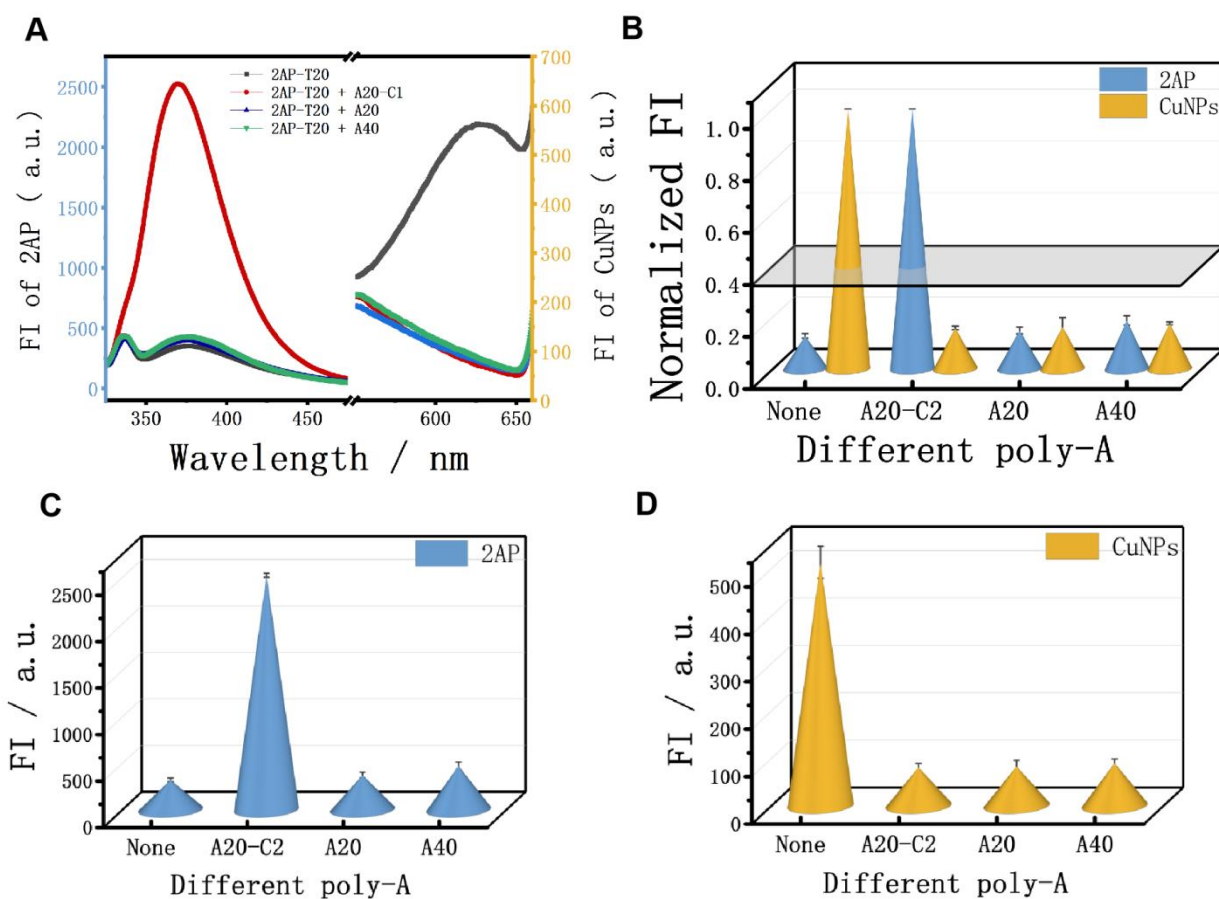 A
2AP-T20
2AP-T20 + A20-C1
2AP-T20 + A20
2AP-T20 + A40
FI of 2AP ( a.u. )
2500
2000
1500
1000
500
0
700
600
500
400
300
200
100
0
FI of CuNPs ( a.u. )
350 400 450 600 650
Wavelength / nm
B
2AP
CuNPs
Normalized FI
1.0
0.8
0.6
0.4
0.2
0.0
None A20-C2 A20 A40
Different poly-A
C
2AP
FI / a.u.
2500
2000
1500
1000
500
0
None A20-C2 A20 A40
Different poly-A
D
CuNPs
FI / a.u.
500
400
300
200
100
0
None A20-C2 A20 A40
Different poly-A